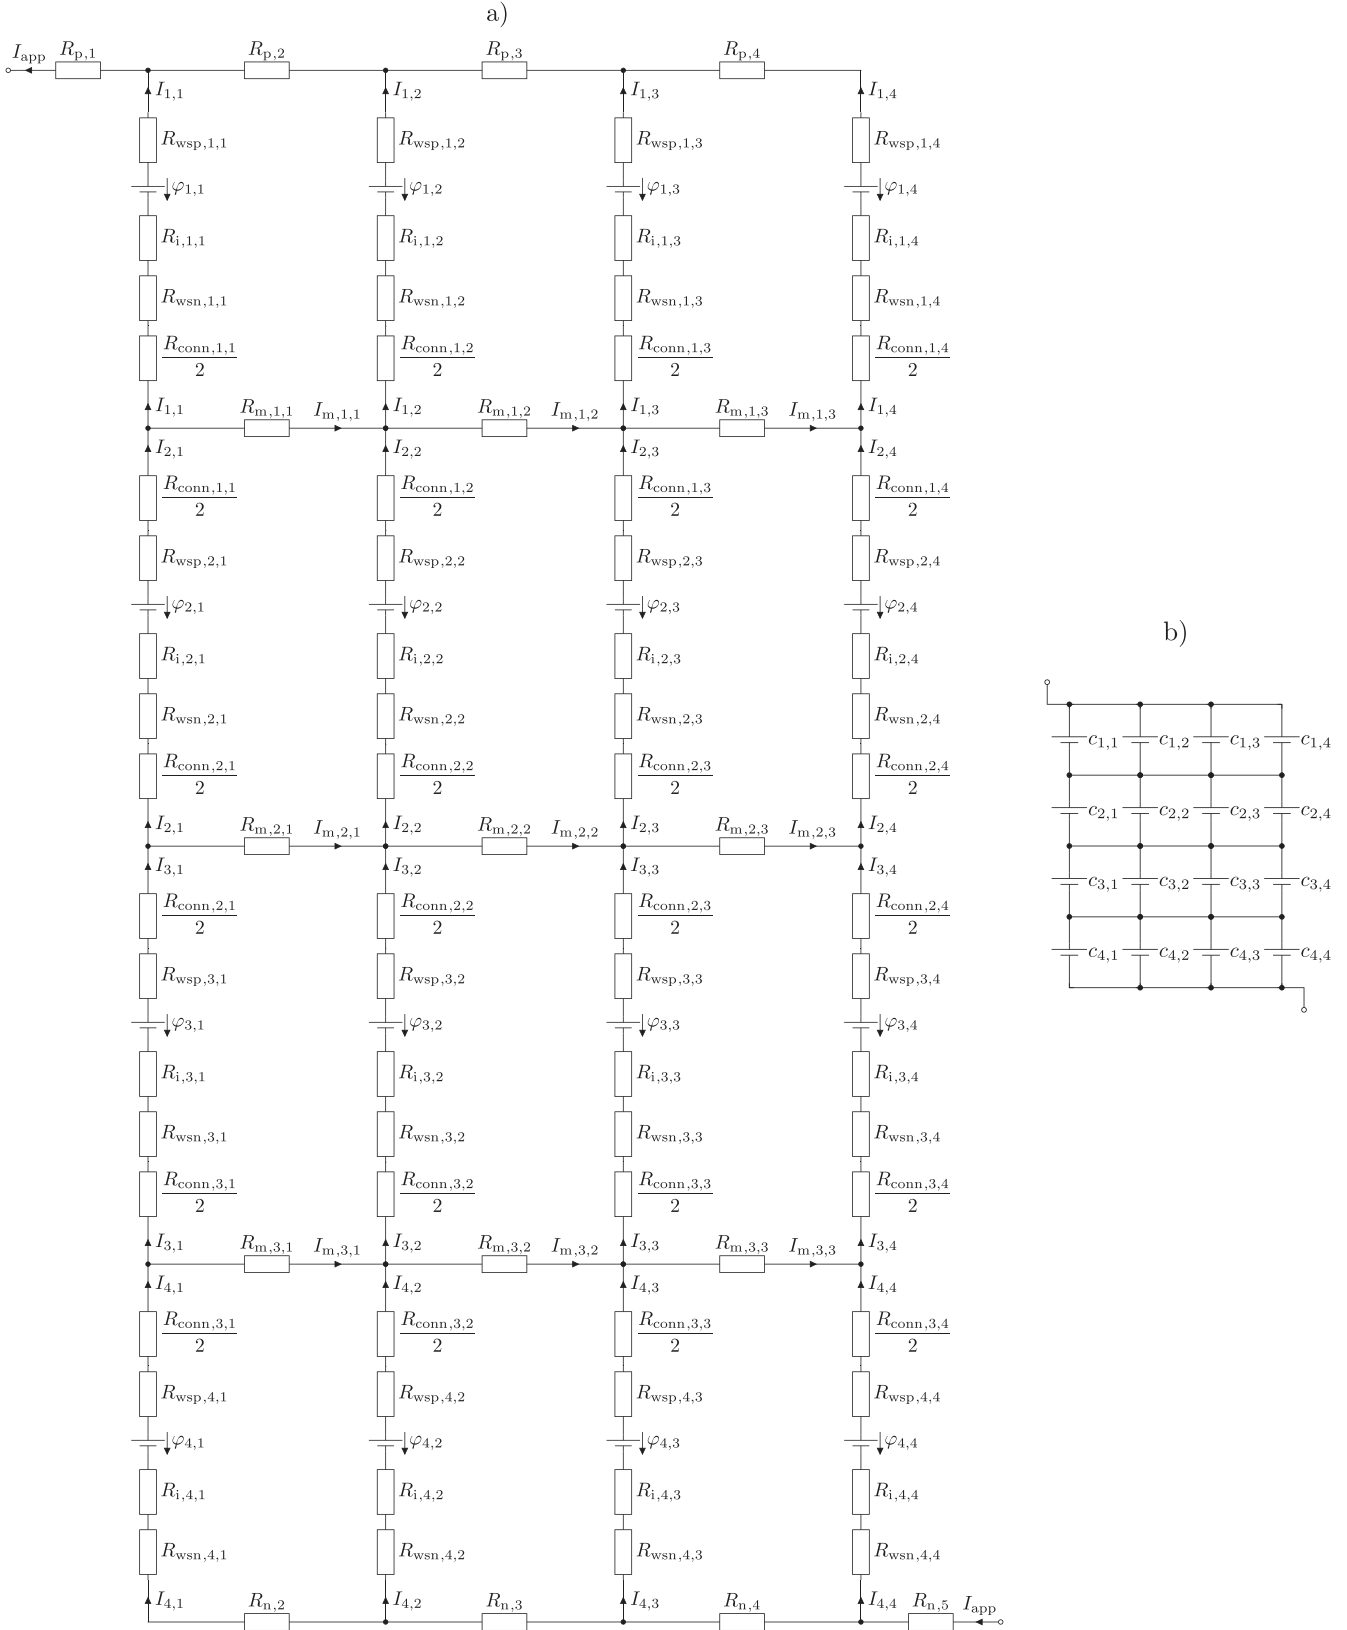 a)
I_app R_p,1 R_p,2 R_p,3 R_p,4
I_1,1 I_1,2 I_1,3 I_1,4
R_wsp,1,1 R_wsp,1,2 R_wsp,1,3 R_wsp,1,4
φ_1,1 φ_1,2 φ_1,3 φ_1,4
R_i,1,1 R_i,1,2 R_i,1,3 R_i,1,4
R_wsn,1,1 R_wsn,1,2 R_wsn,1,3 R_wsn,1,4
R_conn,1,1/2 R_conn,1,2/2 R_conn,1,3/2 R_conn,1,4/2
I_1,1 R_m,1,1 I_m,1,1 I_1,2 R_m,1,2 I_m,1,2 I_1,3 R_m,1,3 I_m,1,3 I_1,4
I_2,1 I_2,2 I_2,3 I_2,4
R_conn,1,1/2 R_conn,1,2/2 R_conn,1,3/2 R_conn,1,4/2
R_wsp,2,1 R_wsp,2,2 R_wsp,2,3 R_wsp,2,4
φ_2,1 φ_2,2 φ_2,3 φ_2,4
R_i,2,1 R_i,2,2 R_i,2,3 R_i,2,4
R_wsn,2,1 R_wsn,2,2 R_wsn,2,3 R_wsn,2,4
R_conn,2,1/2 R_conn,2,2/2 R_conn,2,3/2 R_conn,2,4/2
I_2,1 R_m,2,1 I_m,2,1 I_2,2 R_m,2,2 I_m,2,2 I_2,3 R_m,2,3 I_m,2,3 I_2,4
I_3,1 I_3,2 I_3,3 I_3,4
R_conn,2,1/2 R_conn,2,2/2 R_conn,2,3/2 R_conn,2,4/2
R_wsp,3,1 R_wsp,3,2 R_wsp,3,3 R_wsp,3,4
φ_3,1 φ_3,2 φ_3,3 φ_3,4
R_i,3,1 R_i,3,2 R_i,3,3 R_i,3,4
R_wsn,3,1 R_wsn,3,2 R_wsn,3,3 R_wsn,3,4
R_conn,3,1/2 R_conn,3,2/2 R_conn,3,3/2 R_conn,3,4/2
I_3,1 R_m,3,1 I_m,3,1 I_3,2 R_m,3,2 I_m,3,2 I_3,3 R_m,3,3 I_m,3,3 I_3,4
I_4,1 I_4,2 I_4,3 I_4,4
R_conn,3,1/2 R_conn,3,2/2 R_conn,3,3/2 R_conn,3,4/2
R_wsp,4,1 R_wsp,4,2 R_wsp,4,3 R_wsp,4,4
φ_4,1 φ_4,2 φ_4,3 φ_4,4
R_i,4,1 R_i,4,2 R_i,4,3 R_i,4,4
R_wsn,4,1 R_wsn,4,2 R_wsn,4,3 R_wsn,4,4
I_4,1 R_n,2 I_4,2 R_n,3 I_4,3 R_n,4 I_4,4 R_n,5 I_app
b)
c_1,1 c_1,2 c_1,3 c_1,4
c_2,1 c_2,2 c_2,3 c_2,4
c_3,1 c_3,2 c_3,3 c_3,4
c_4,1 c_4,2 c_4,3 c_4,4